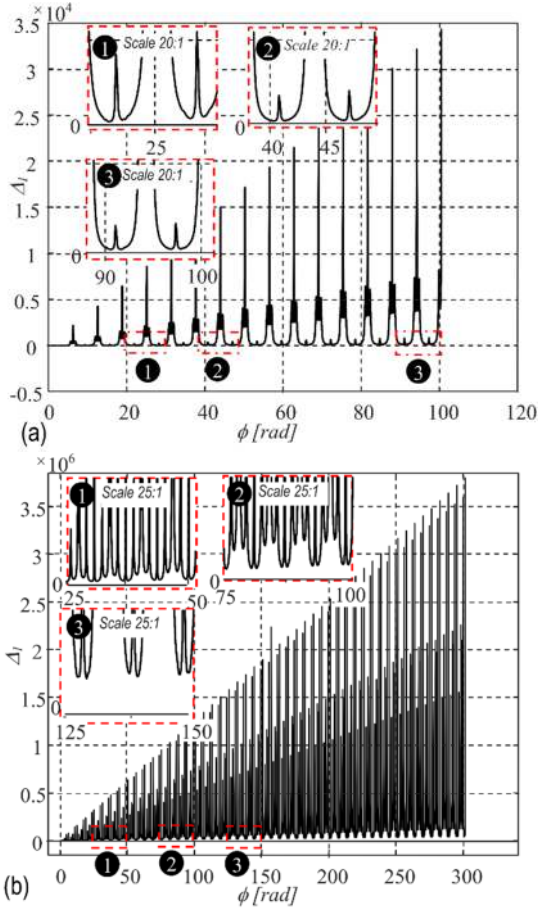 (a) ×10⁴
3.5
3
2.5
2
1.5
1
0.5
0
-0.5
Δᵢ
1 Scale 20:1
0
25
2 Scale 20:1
0
40 45
3 Scale 20:1
0
90 100
1 2 3
0 20 40 60 80 100 120
ϕ [rad]
(a)
×10⁶
3.5
3
2.5
2
1.5
1
0.5
0
Δᵢ
1 Scale 25:1
0
25 50
2 Scale 25:1
0
75 100
3 Scale 25:1
0
125 150
1 2 3
0 50 100 150 200 250 300
(b) ϕ [rad]